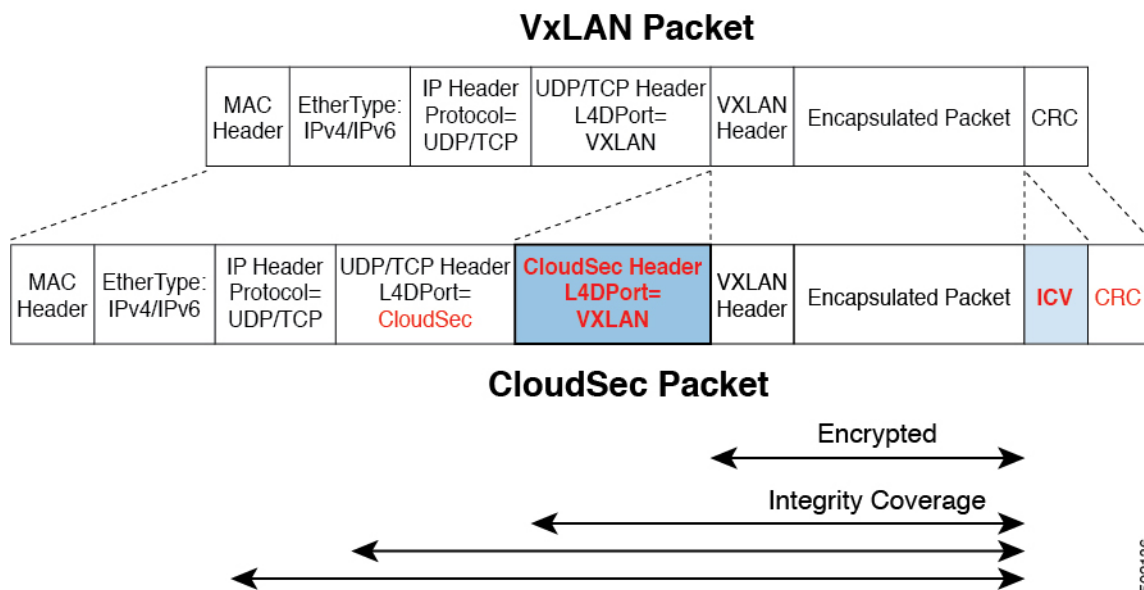 VxLAN Packet
MAC
Header
EtherType:
IPv4/IPv6
IP Header
Protocol=
UDP/TCP
UDP/TCP Header
L4DPort=
VXLAN
VXLAN
Header
Encapsulated Packet
CRC
MAC
Header
EtherType:
IPv4/IPv6
IP Header
Protocol=
UDP/TCP
UDP/TCP Header
L4DPort=
CloudSec
CloudSec Header
L4DPort=
VXLAN
VXLAN
Header
Encapsulated Packet
ICV
CRC
CloudSec Packet
Encrypted
Integrity Coverage